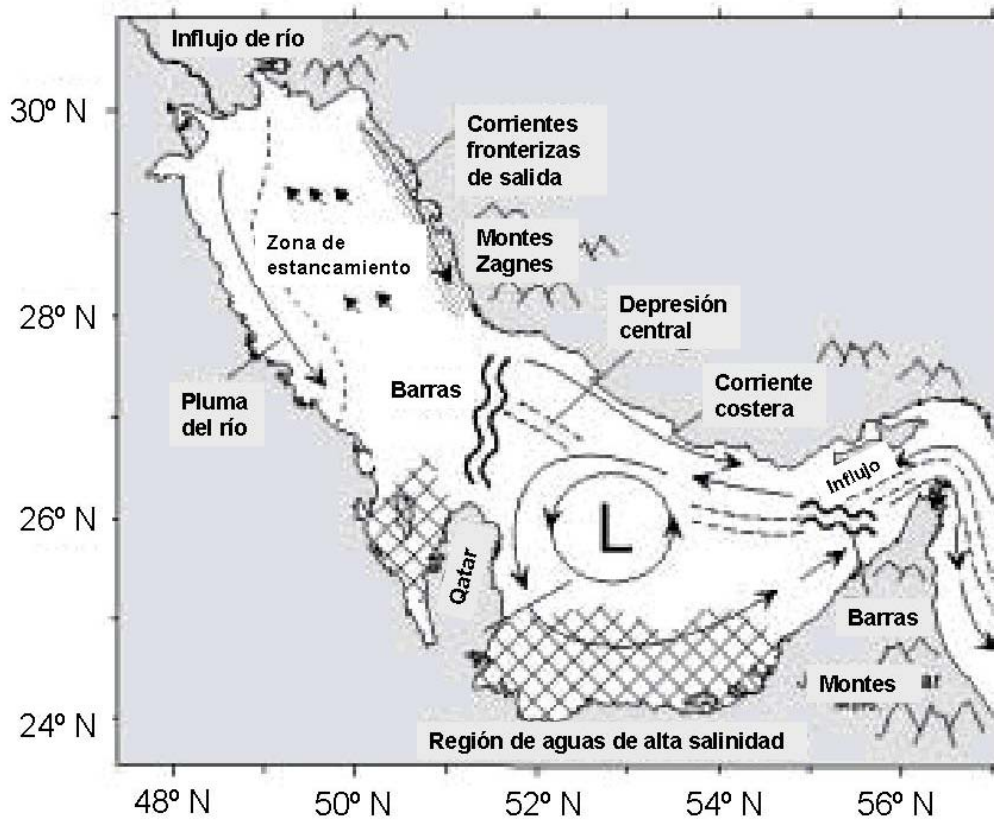 Influjo de río
30º N
Corrientes
fronterizas
de salida
Zona de
estancamiento
Montes
Zagnes
28º N
Depresión
central
Barras
Corriente
costera
Pluma
del río
Influjo
26º N
L
Qatar
Barras
Montes
ar
24º N
Región de aguas de alta salinidad
48º N
50º N
52º N
54º N
56º N